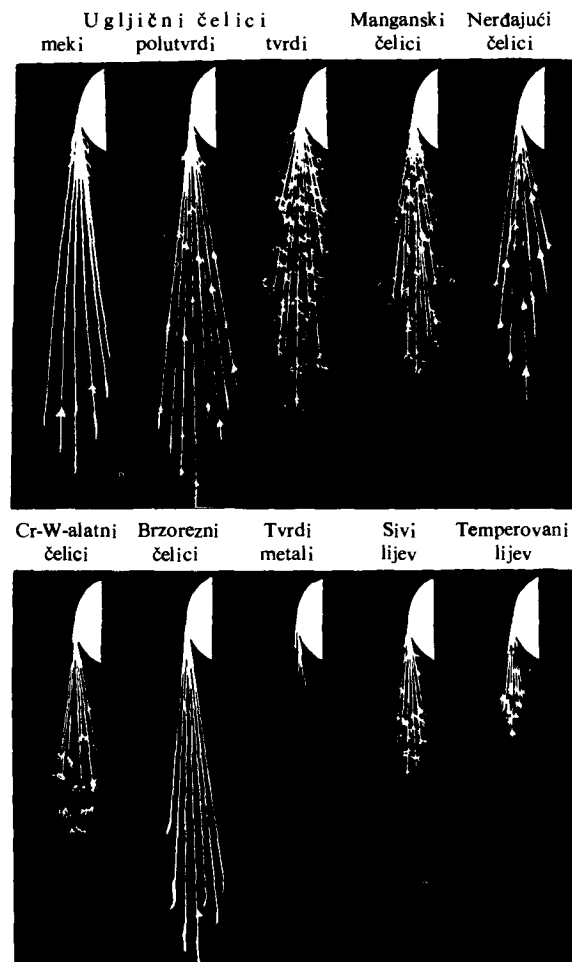 Ugljični čelici
meki polutvrdi tvrdi
Manganski
čelici
Nerđajući
čelici
Cr-W-alatni
čelici
Brzorezni
čelici
Tvrdi
metali
Sivi
lijev
Temperovani
lijev